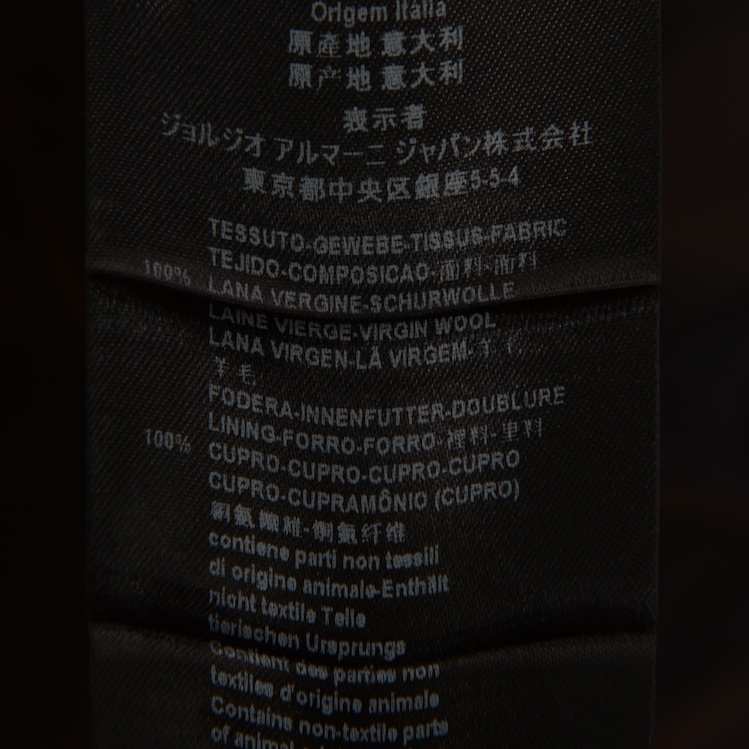 Origem Itália
原產地 意大利
原产地 意大利
表示者
ジョルジオ アルマーニ ジャパン株式会社
東京都中央区銀座5-5-4
TESSUTO-GEWEBE-TISSUS-FABRIC
TEJIDO-COMPOSICAO-面料-面料
100% LANA VERGINE-SCHURWOLLE
LAINE VIERGE-VIRGIN WOOL
LANA VIRGEN-LÃ VIRGEM-羊
羊毛
FODERA-INNENFUTTER-DOUBLURE
LINING-FORRO-FORRO-裡料-里料
100% CUPRO-CUPRO-CUPRO-CUPRO
CUPRO-CUPRAMÔNIO (CUPRO)
銅氨纖維-铜氨纤维
contiene parti non tessili
di origine animale-Enthält
nicht textile Teile
tierischen Ursprungs
Contient des parties non
textiles d'origine animale
Contains non-textile parts
of animal